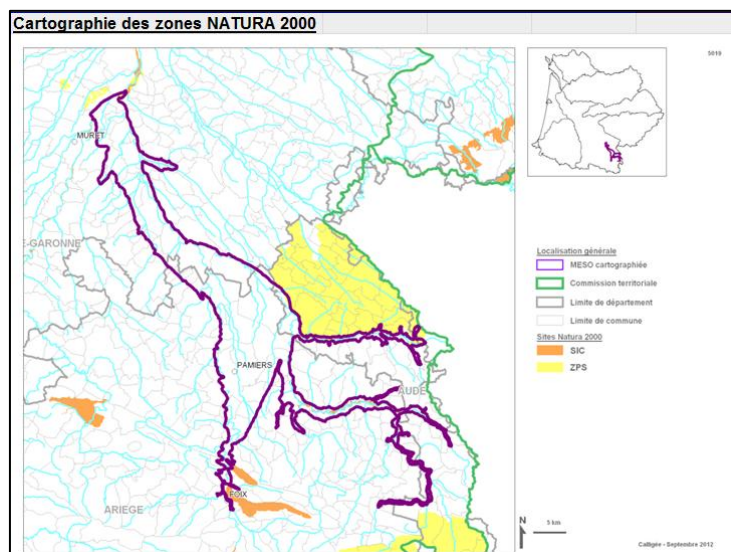 Cartographie des zones NATURA 2000
5019
MURET
E-GARONNE
PAMIERS
AUDE
FOIX
ARIEGE
Localisation générale
MESO cartographiée
Commission territoriale
Limite de département
Limite de commune
Sites Natura 2000
SIC
ZPS
N
5 km
Calligée - Septembre 2012